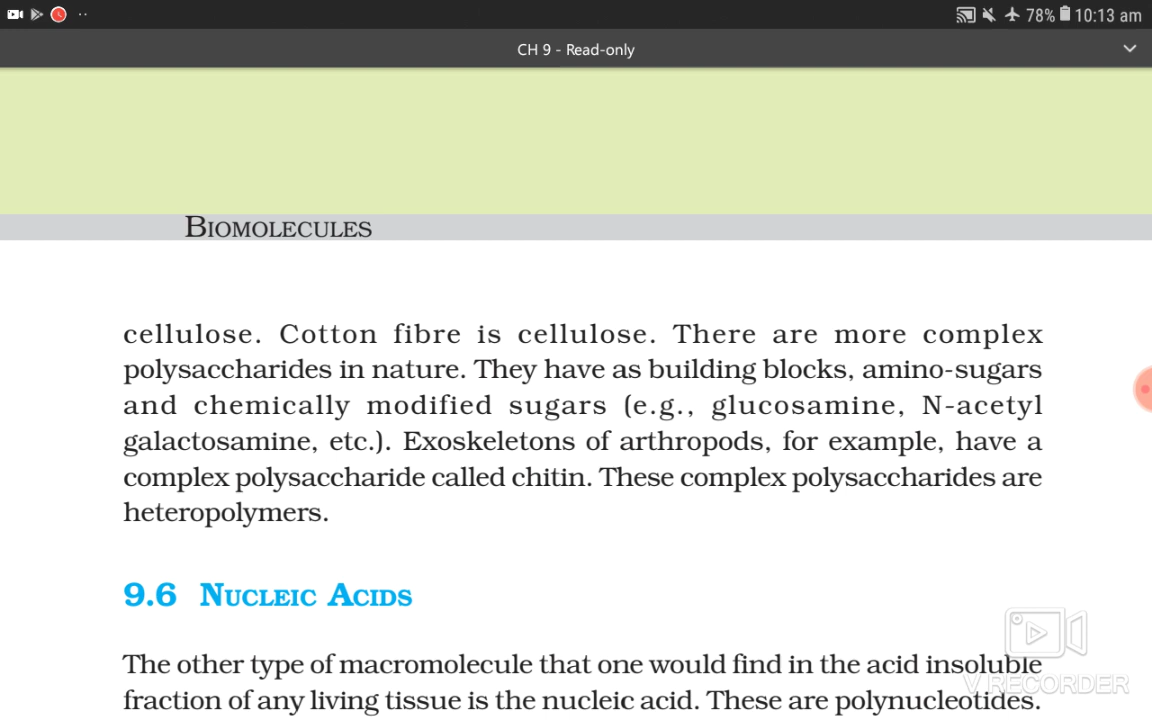 78% 10:13 am
CH 9 - Read-only
BIOMOLECULES
cellulose. Cotton fibre is cellulose. There are more complex
polysaccharides in nature. They have as building blocks, amino-sugars
and chemically modified sugars (e.g., glucosamine, N-acetyl
galactosamine, etc.). Exoskeletons of arthropods, for example, have a
complex polysaccharide called chitin. These complex polysaccharides are
heteropolymers.
9.6 NUCLEIC ACIDS
The other type of macromolecule that one would find in the acid insoluble
fraction of any living tissue is the nucleic acid. These are polynucleotides.
V RECORDER